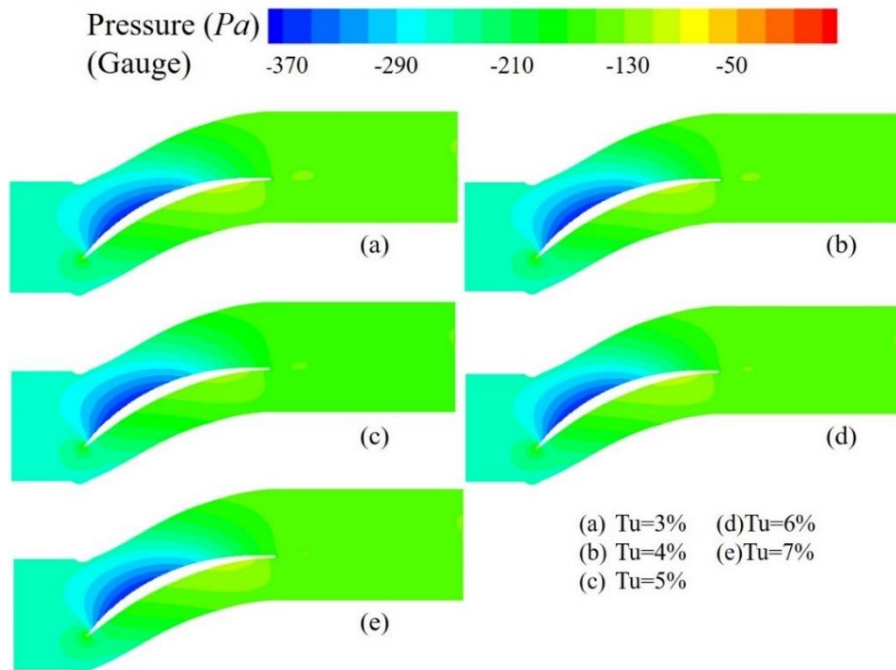 Pressure (Pa)
(Gauge)
-370 -290 -210 -130 -50
(a)
(b)
(c)
(d)
(e)
(a) Tu=3% (d)Tu=6%
(b) Tu=4% (e)Tu=7%
(c) Tu=5%